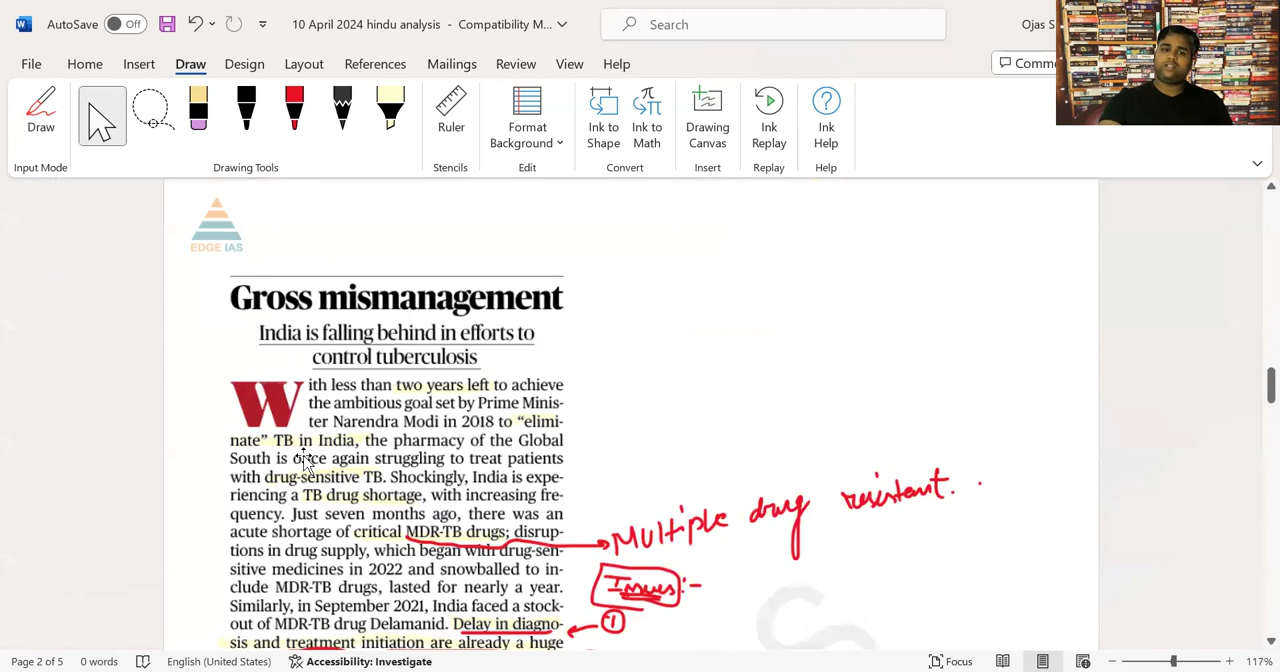 AutoSave Off 10 April 2024 hindu analysis - Compatibility M... Search Ojas S
File Home Insert Draw Design Layout References Mailings Review View Help Comme
Draw Ruler Format Background Ink to Shape Ink to Math Drawing Canvas Ink Replay Ink Help
Input Mode Drawing Tools Stencils Edit Convert Insert Replay Help
EDGE IAS
Gross mismanagement
India is falling behind in efforts to
control tuberculosis
With less than two years left to achieve
the ambitious goal set by Prime Minis-
ter Narendra Modi in 2018 to “elimi-
nate” TB in India, the pharmacy of the Global
South is once again struggling to treat patients
with drug-sensitive TB. Shockingly, India is expe-
riencing a TB drug shortage, with increasing fre-
quency. Just seven months ago, there was an
acute shortage of critical MDR-TB drugs; disrup-
tions in drug supply, which began with drug-sen-
sitive medicines in 2022 and snowballed to in-
clude MDR-TB drugs, lasted for nearly a year.
Similarly, in September 2021, India faced a stock-
out of MDR-TB drug Delamanid. Delay in diagno-
sis and treatment initiation are already a huge
Multiple drug resistant.
Issues:-
1
Page 2 of 5 0 words English (United States) Accessibility: Investigate Focus 117%